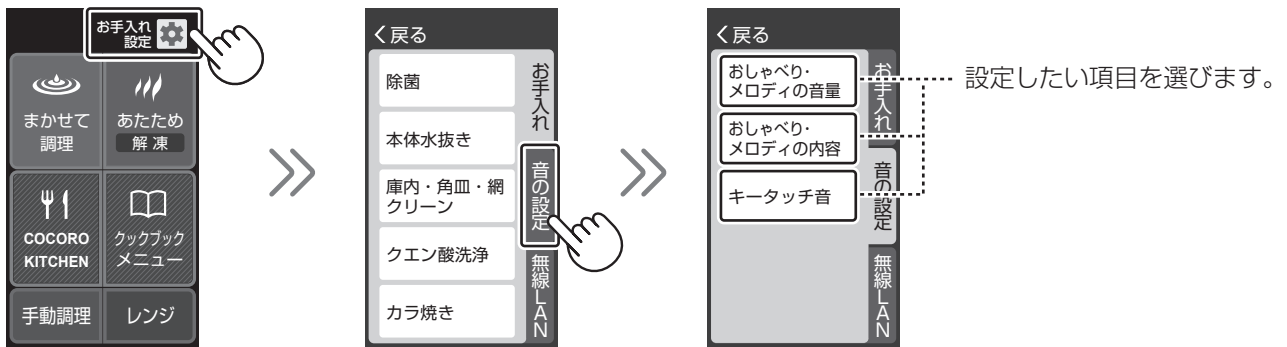 お手入れ
設定
まかせて
調理
あたため
解凍
COCORO
KITCHEN
クックブック
メニュー
手動調理
レンジ
く戻る
除菌
本体水抜き
庫内・角皿・網
クリーン
クエン酸洗浄
カラ焼き
お手入れ
音の設定
無線LAN
く戻る
おしゃべり・
メロディの音量
おしゃべり・
メロディの内容
キータッチ音
お手入れ
音の設定
無線LAN
設定したい項目を選びます。